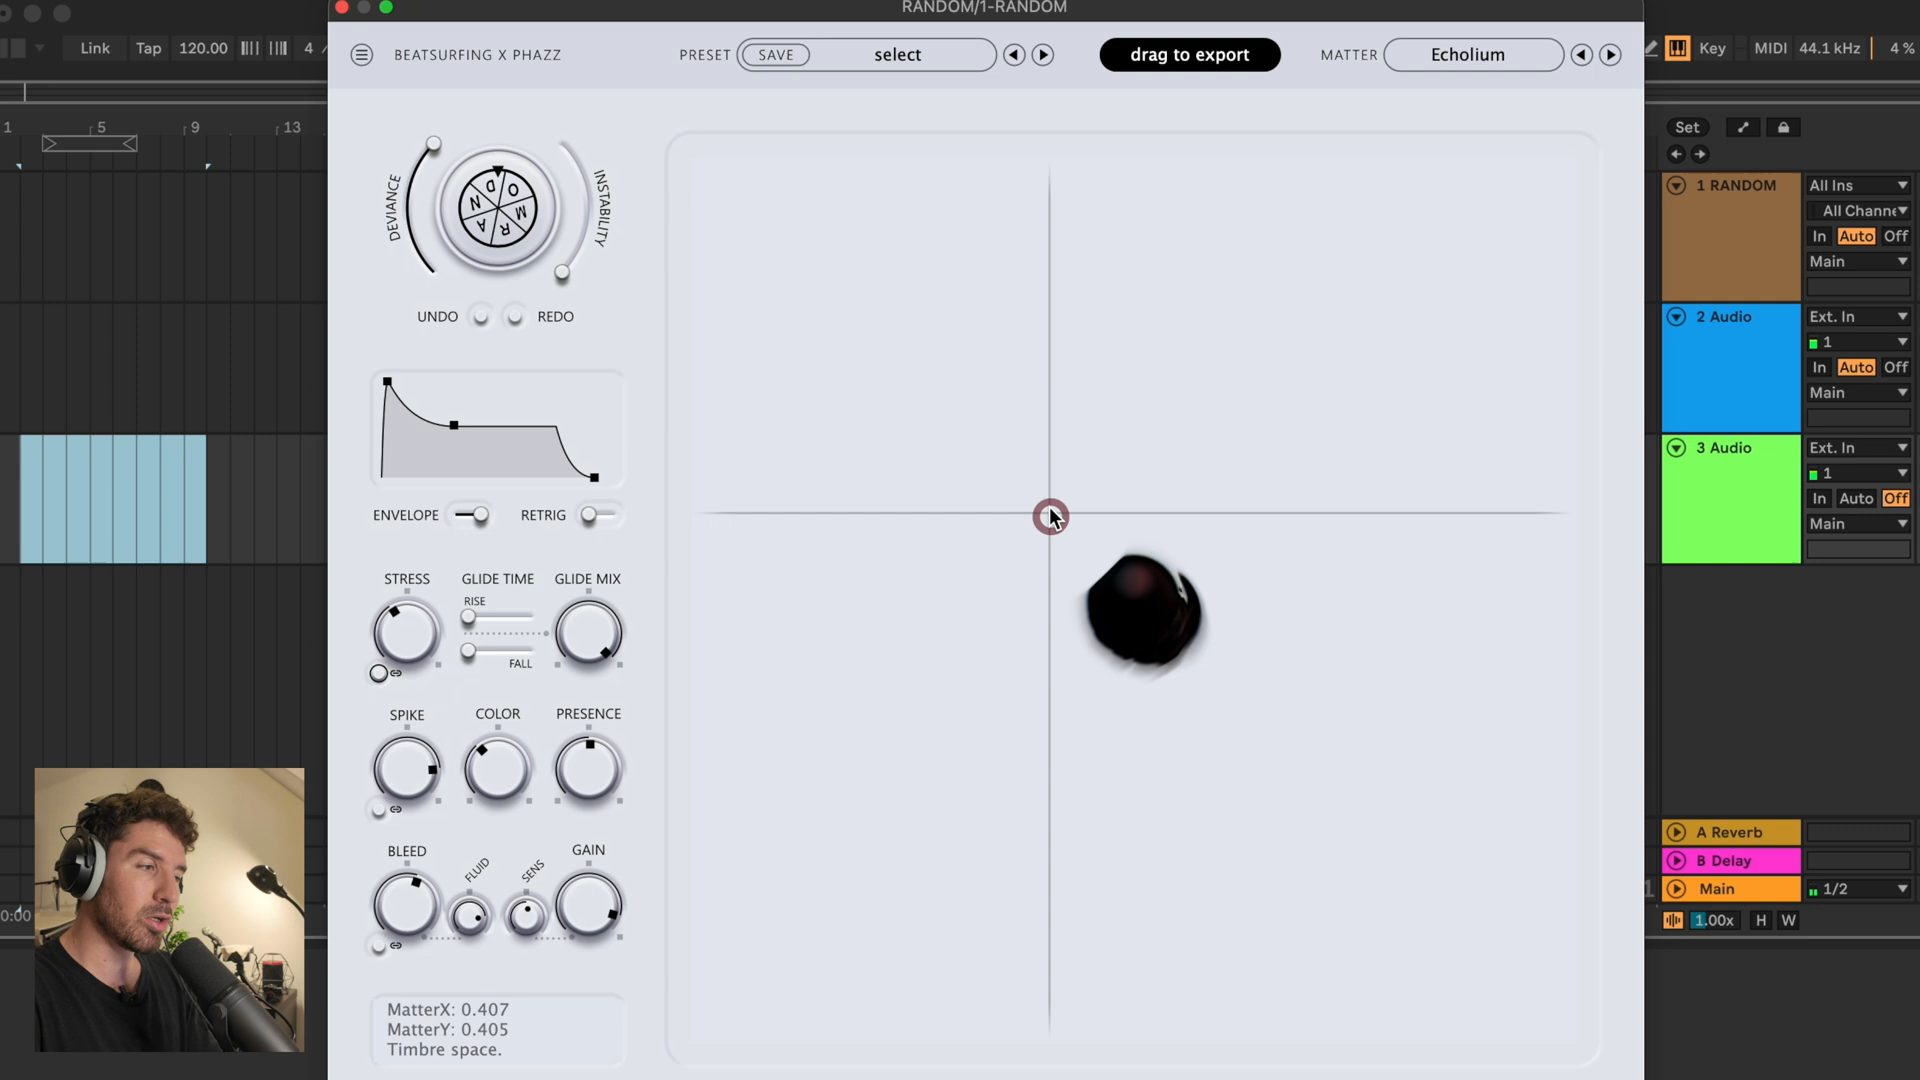 RANDOM/1-RANDOM
Link Tap 120.00 4 /
BEATSURFING X PHAZZ
PRESET SAVE select
drag to export
MATTER Echolium
Key MIDI 44.1 kHz 4 %
1 5 9 13
DEVIANCE
INSTABILITY
R A N D O M
UNDO REDO
ENVELOPE RETRIG
STRESS GLIDE TIME GLIDE MIX
RISE
FALL
SPIKE COLOR PRESENCE
BLEED FLUID SENS GAIN
MatterX: 0.407
MatterY: 0.405
Timbre space.
Set
1 RANDOM All Ins
All Channe
In Auto Off
Main
2 Audio Ext. In
1
In Auto Off
Main
3 Audio Ext. In
1
In Auto Off
Main
A Reverb
B Delay
Main 1/2
1.00x H W
0:00